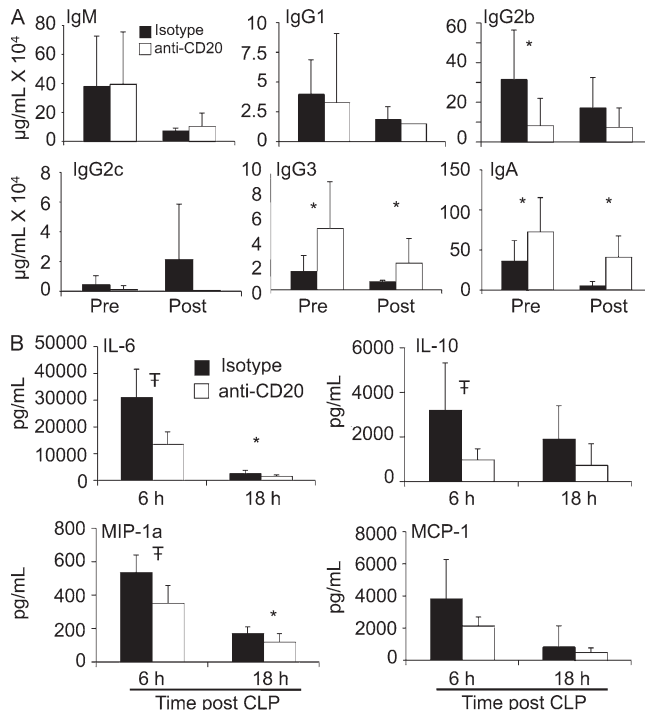 A
IgM
IgG1
IgG2b
Isotype
anti-CD20
µg/mL X 10⁴
80
60
40
20
0
10
7.5
5
2.5
0
60
40
20
0
*
IgG2c
IgG3
IgA
µg/mL X 10⁴
8
6
4
2
0
10
8
6
4
2
0
150
100
50
0
* *
* *
Pre Post
Pre Post
Pre Post
B
IL-6
IL-10
Isotype
anti-CD20
pg/mL
50000
40000
30000
20000
10000
0
Ŧ
*
6 h 18 h
pg/mL
6000
4000
2000
0
Ŧ
6 h 18 h
MIP-1a
MCP-1
pg/mL
800
600
400
200
0
Ŧ
*
6 h 18 h
Time post CLP
pg/mL
8000
6000
4000
2000
0
6 h 18 h
Time post CLP